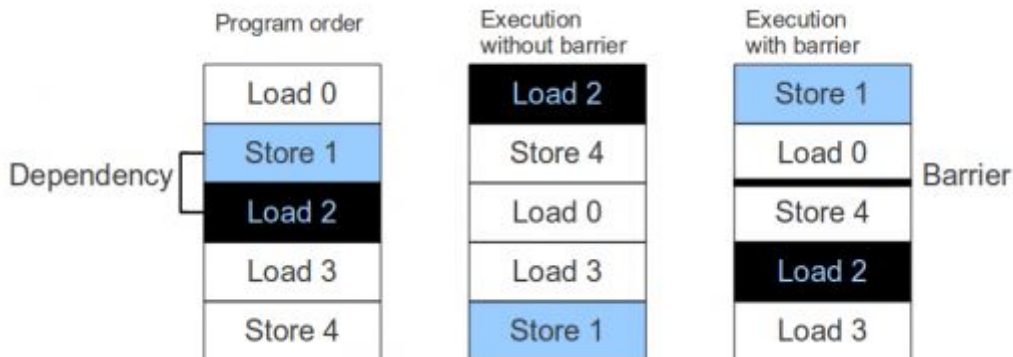 Program order
Load 0
Store 1
Load 2
Load 3
Store 4
Dependency
Execution
without barrier
Load 2
Store 4
Load 0
Load 3
Store 1
Execution
with barrier
Store 1
Load 0
Store 4
Load 2
Load 3
Barrier